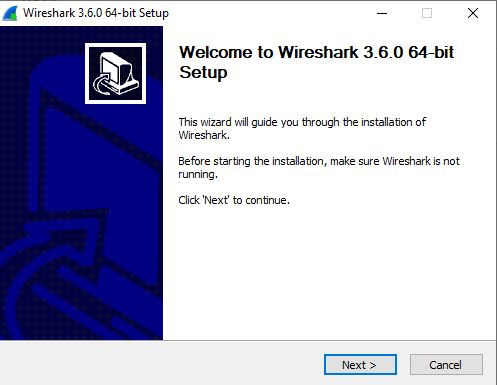 Wireshark 3.6.0 64-bit Setup
Welcome to Wireshark 3.6.0 64-bit
Setup
This wizard will guide you through the installation of
Wireshark.
Before starting the installation, make sure Wireshark is not
running.
Click 'Next' to continue.
Next >
Cancel